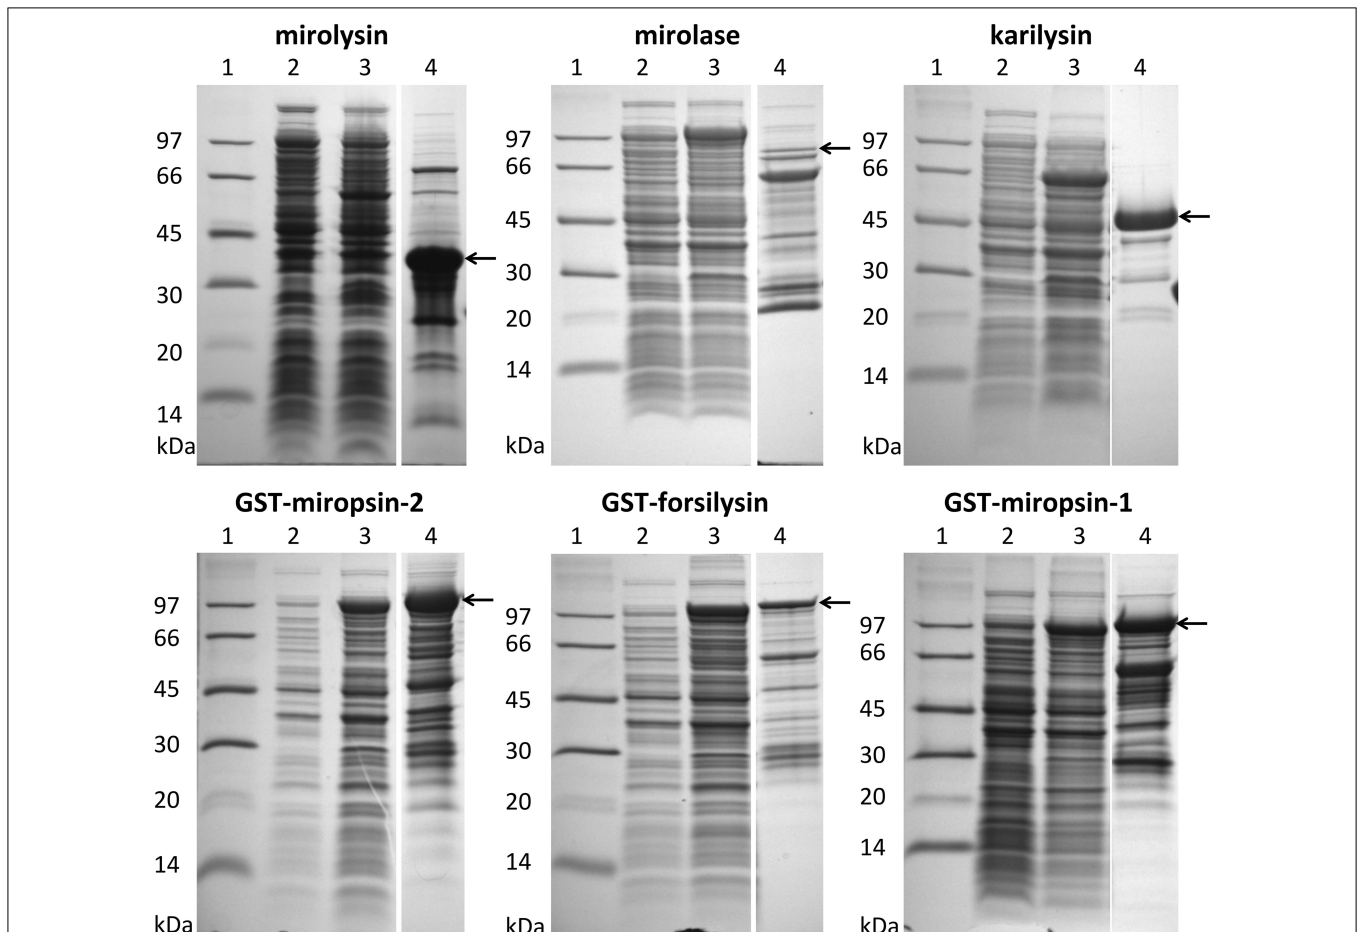 mirolysin mirolase karilysin
1 2 3 4 1 2 3 4 1 2 3 4
97 97 97
66 66 66
45 45 45
30 30 30
20 20 20
14 14 14
kDa kDa kDa
GST-miropsin-2 GST-forsilysin GST-miropsin-1
1 2 3 4 1 2 3 4 1 2 3 4
97 97 97
66 66 66
45 45 45
30 30 30
20 20 20
14 14 14
kDa kDa kDa